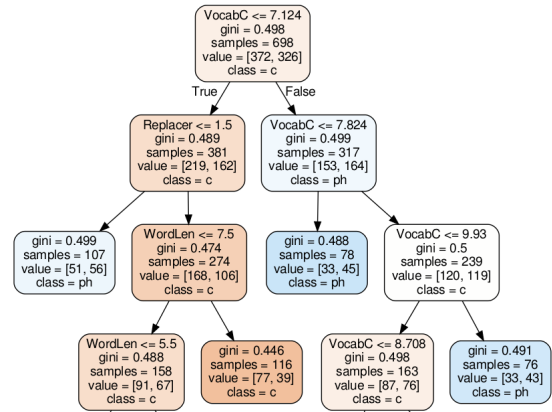 VocabC <= 7.124
gini = 0.498
samples = 698
value = [372, 326]
class = c
True
False
Replacer <= 1.5
gini = 0.489
samples = 381
value = [219, 162]
class = c
VocabC <= 7.824
gini = 0.499
samples = 317
value = [153, 164]
class = ph
gini = 0.499
samples = 107
value = [51, 56]
class = ph
WordLen <= 7.5
gini = 0.474
samples = 274
value = [168, 106]
class = c
gini = 0.488
samples = 78
value = [33, 45]
class = ph
VocabC <= 9.93
gini = 0.5
samples = 239
value = [120, 119]
class = c
WordLen <= 5.5
gini = 0.488
samples = 158
value = [91, 67]
class = c
gini = 0.446
samples = 116
value = [77, 39]
class = c
VocabC <= 8.708
gini = 0.498
samples = 163
value = [87, 76]
class = c
gini = 0.491
samples = 76
value = [33, 43]
class = ph